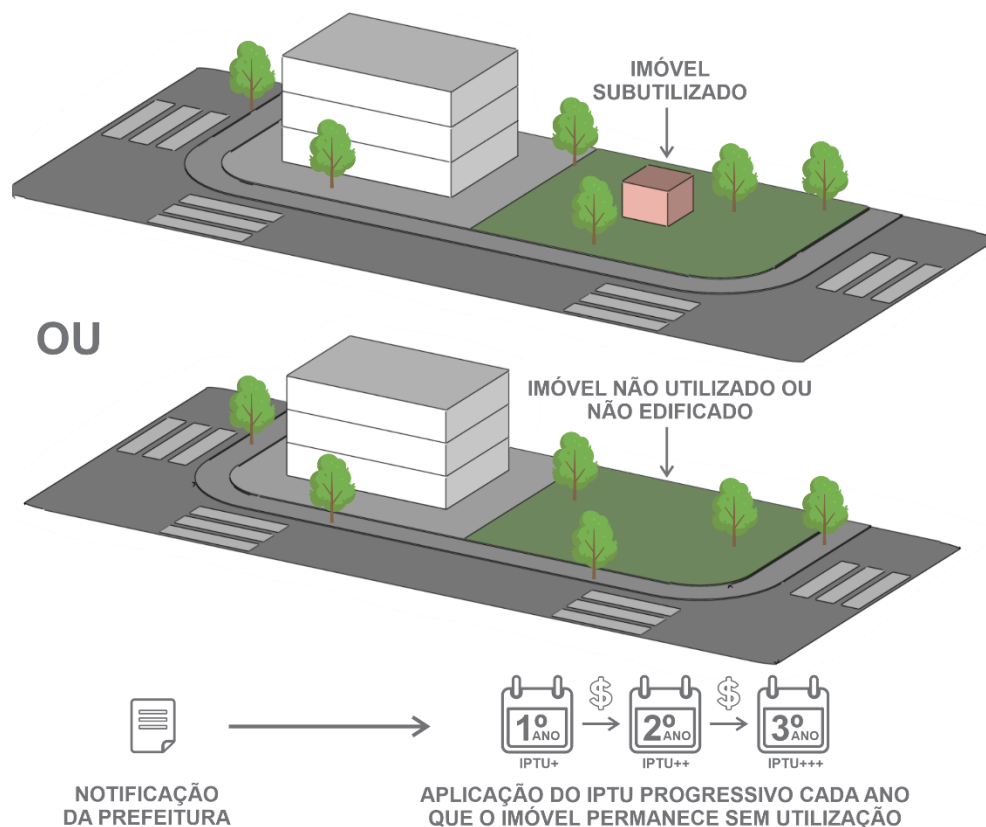 IMÓVEL
SUBUTILIZADO
OU
IMÓVEL NÃO UTILIZADO OU
NÃO EDIFICADO
$ $
1º ANO 2º ANO 3º ANO
IPTU+ IPTU++ IPTU+++
NOTIFICAÇÃO
DA PREFEITURA
APLICAÇÃO DO IPTU PROGRESSIVO CADA ANO
QUE O IMÓVEL PERMANECE SEM UTILIZAÇÃO